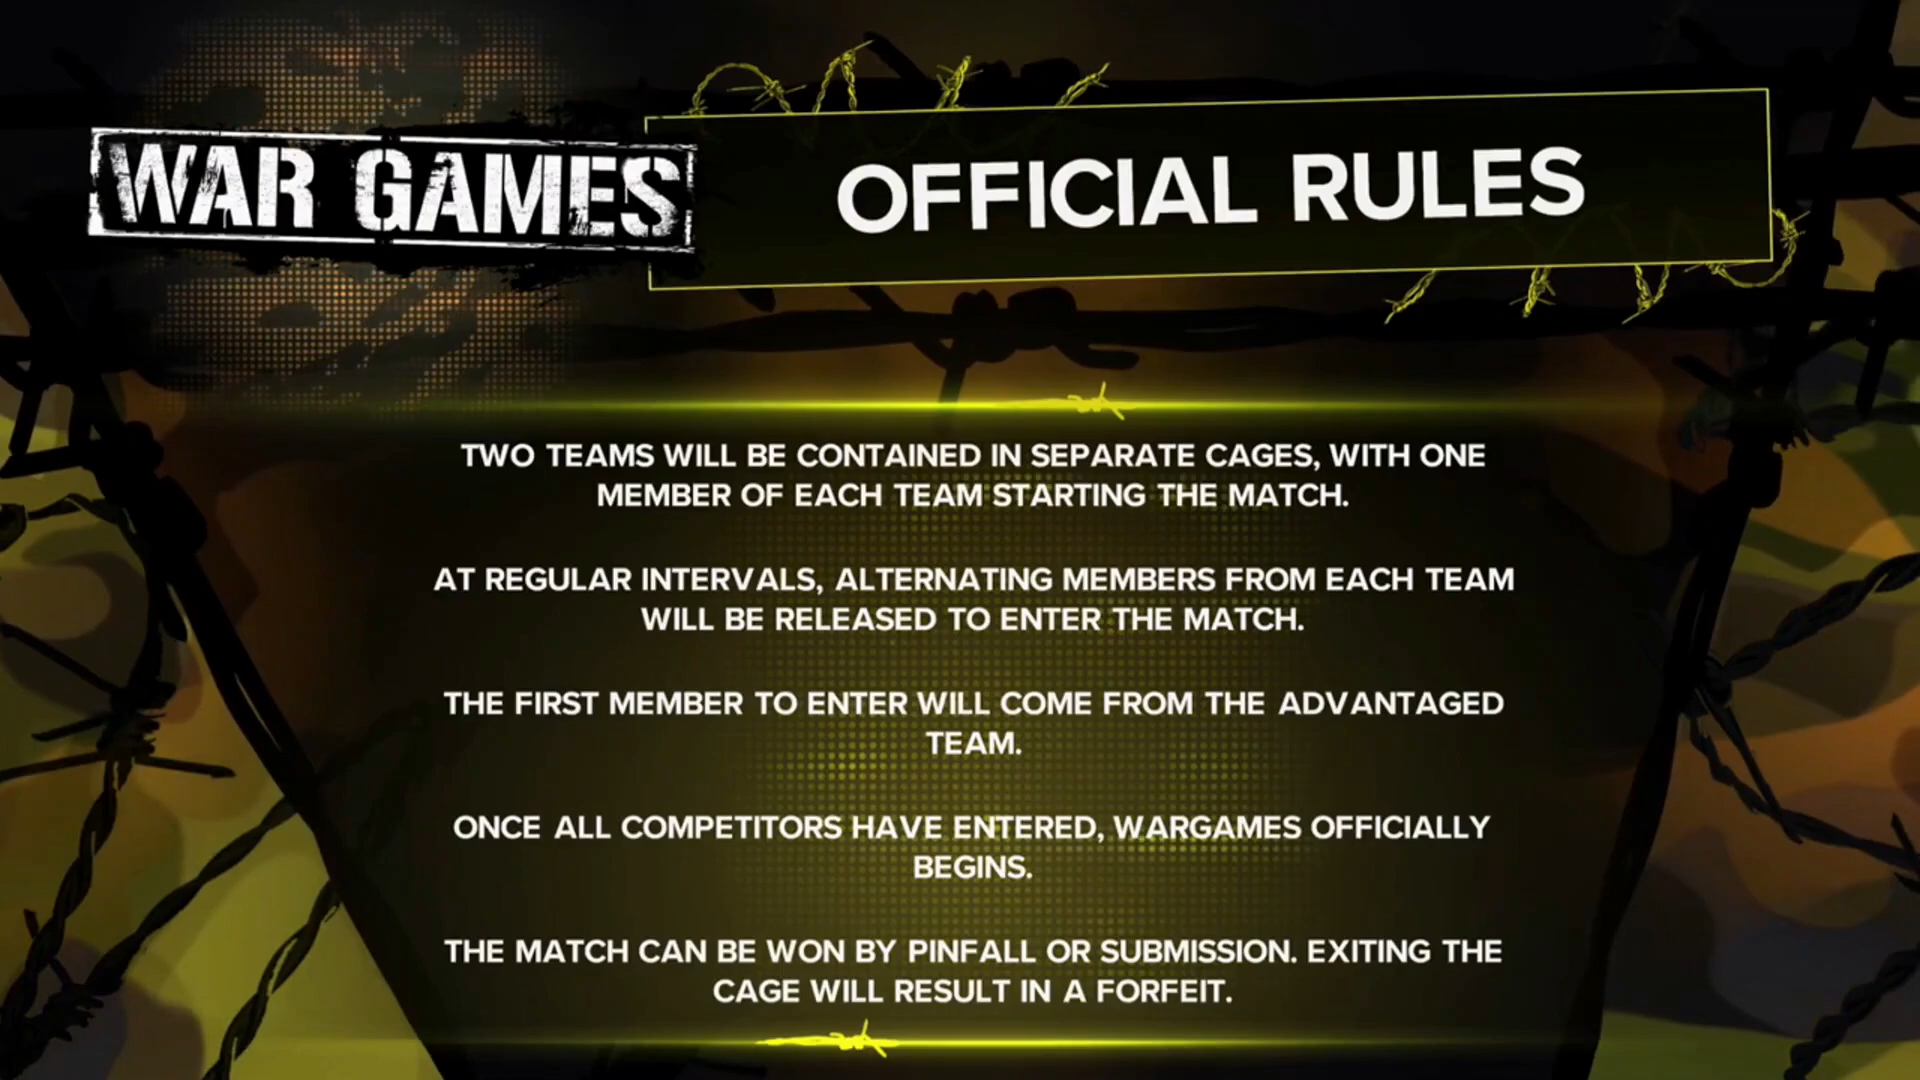 WAR GAMES
OFFICIAL RULES
TWO TEAMS WILL BE CONTAINED IN SEPARATE CAGES, WITH ONE
MEMBER OF EACH TEAM STARTING THE MATCH.
AT REGULAR INTERVALS, ALTERNATING MEMBERS FROM EACH TEAM
WILL BE RELEASED TO ENTER THE MATCH.
THE FIRST MEMBER TO ENTER WILL COME FROM THE ADVANTAGED
TEAM.
ONCE ALL COMPETITORS HAVE ENTERED, WARGAMES OFFICIALLY
BEGINS.
THE MATCH CAN BE WON BY PINFALL OR SUBMISSION. EXITING THE
CAGE WILL RESULT IN A FORFEIT.